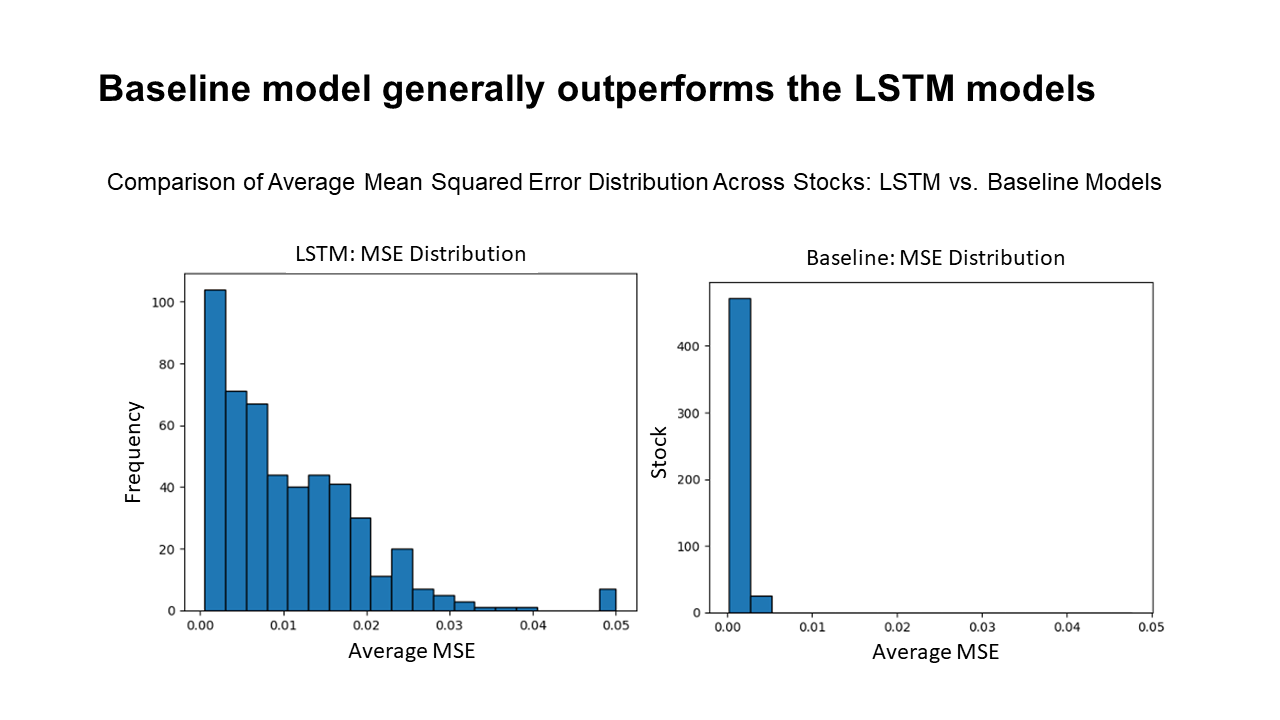 Baseline model generally outperforms the LSTM models
Comparison of Average Mean Squared Error Distribution Across Stocks: LSTM vs. Baseline Models
LSTM: MSE Distribution
100
80
60
40
20
0
Frequency
0.00 0.01 0.02 0.03 0.04 0.05
Average MSE
Baseline: MSE Distribution
400
300
200
100
0
Stock
0.00 0.01 0.02 0.03 0.04 0.05
Average MSE